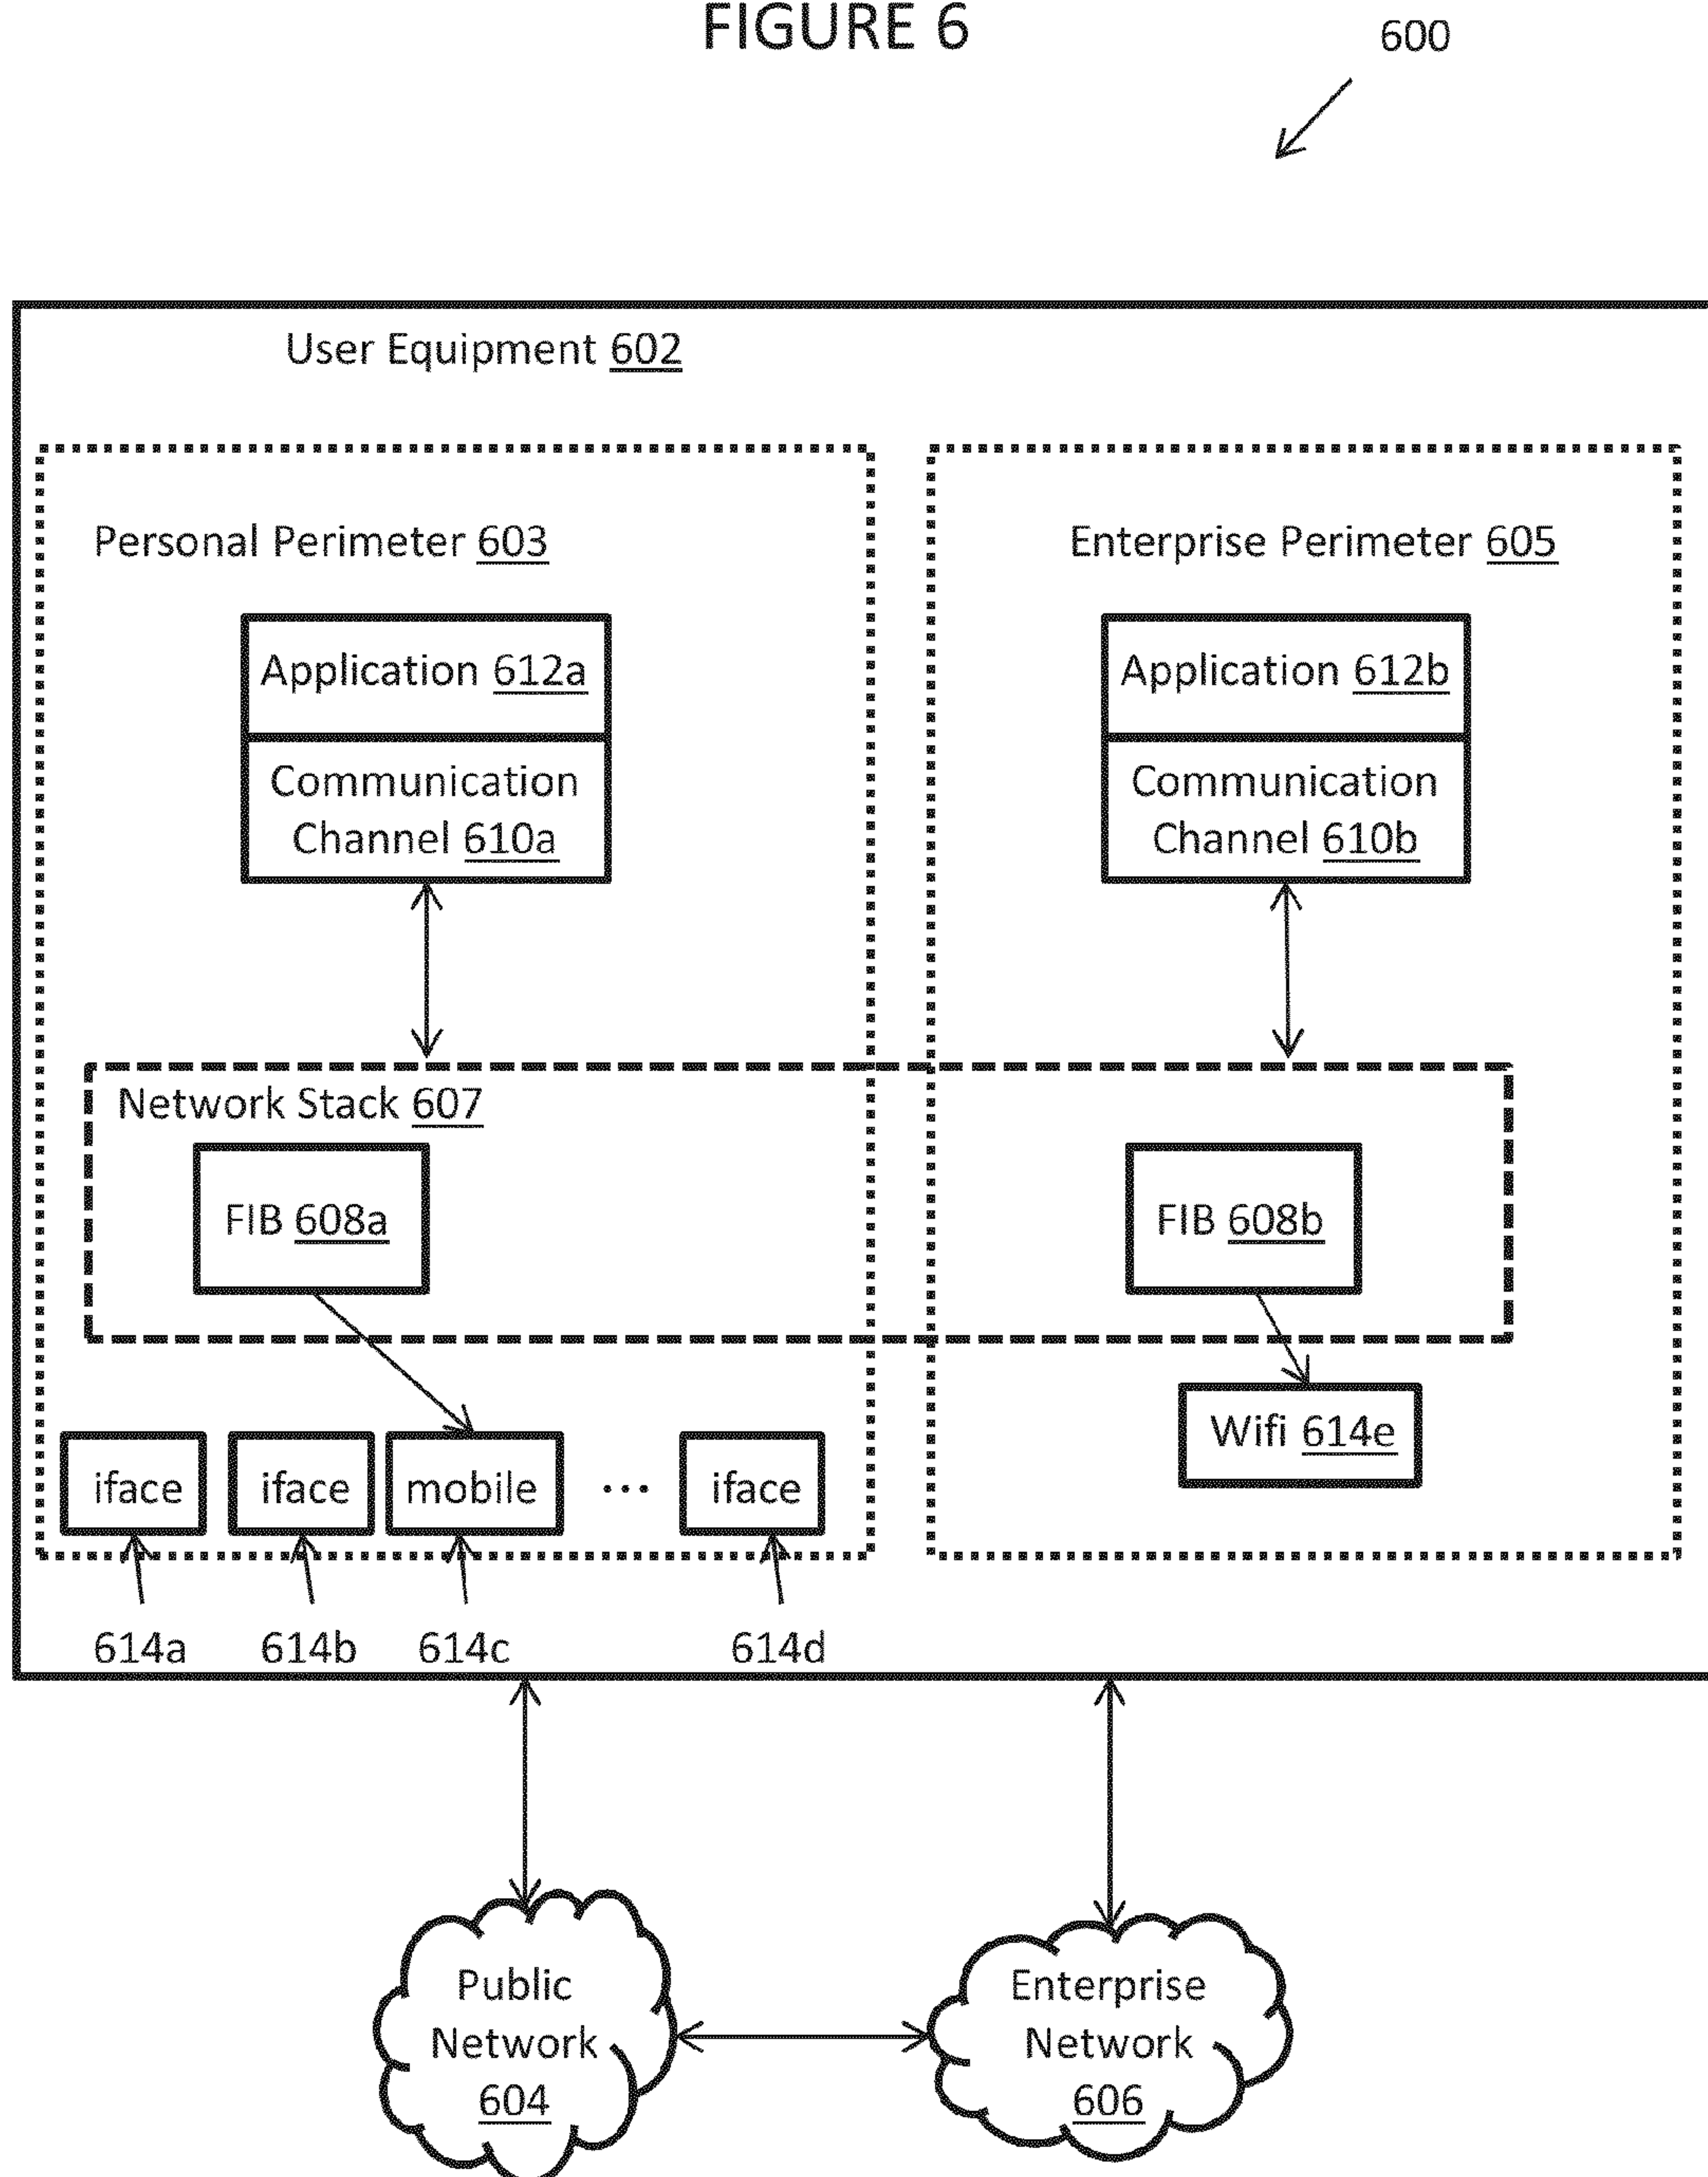 FIGURE 6
600
User Equipment 602
Personal Perimeter 603
Application 612a
Communication
Channel 610a
Enterprise Perimeter 605
Application 612b
Communication
Channel 610b
Network Stack 607
FIB 608a
FIB 608b
Wifi 614e
iface
iface
mobile
...
iface
614a
614b
614c
614d
Public
Network
604
Enterprise
Network
606